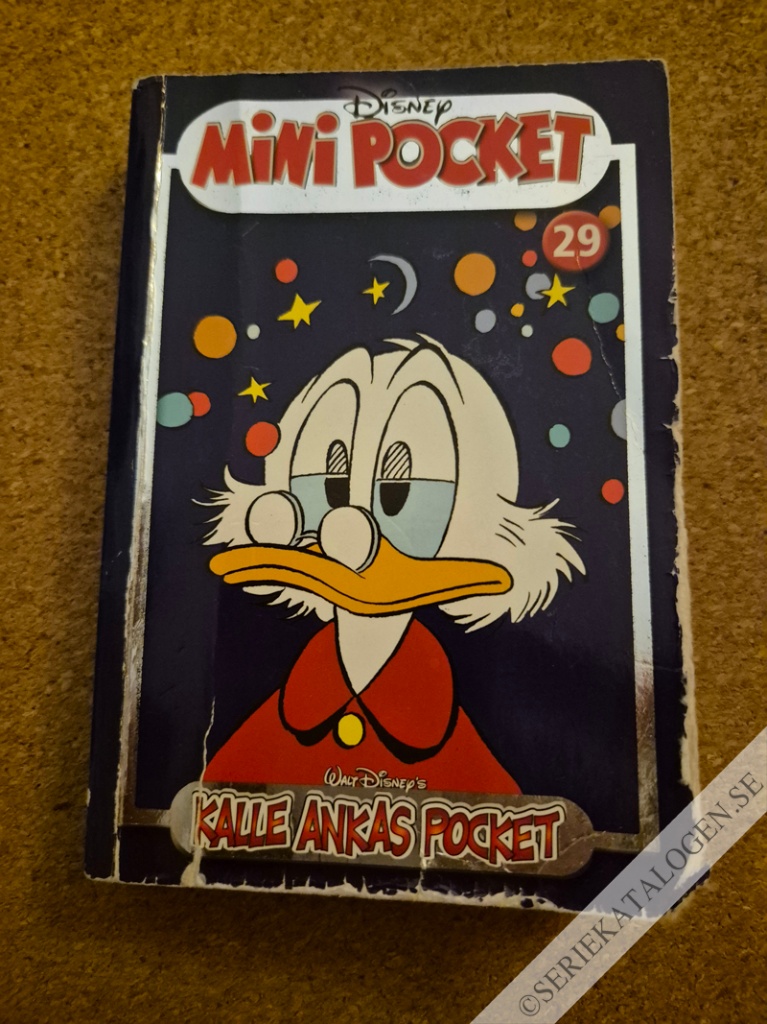 Disney
MiNi POCKET
29
WALT DISNEY'S
KALLE ANKAS POCKET
©SERIEKATALOGEN.SE